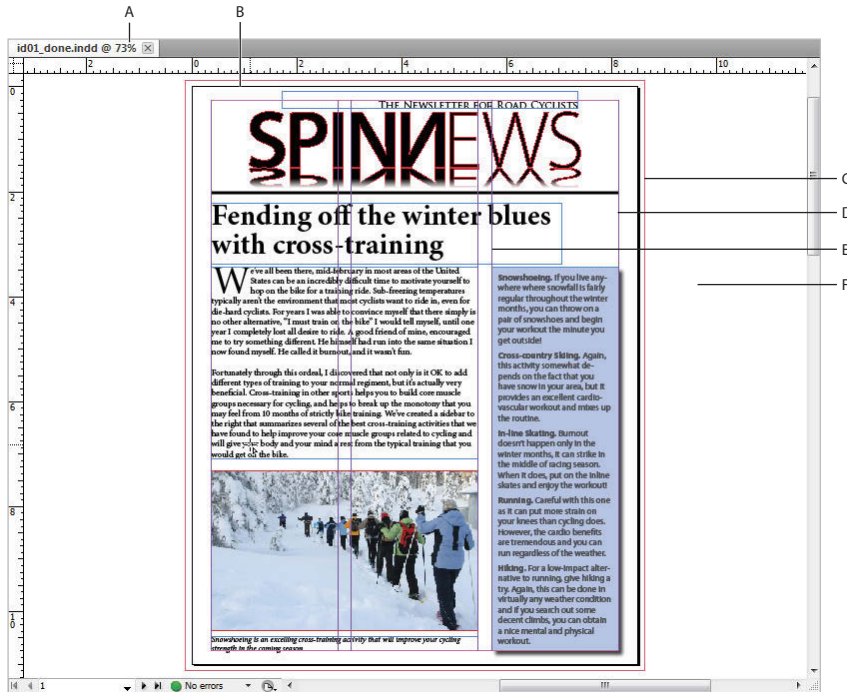 A
B
id01_done.indd @ 73%
2
0
2
4
6
8
10
0
2
4
6
8
10
C
D
E
F
THE NEWSLETTER FOR ROAD CYCLISTS
SPINNEWS
Fending off the winter blues
with cross-training
We've all been there, mid-february in most areas of the United
States can be an incredibly difficult time to motivate yourself to
hop on the bike for a training ride. Sub-freezing temperatures
typically aren't the environment that most cyclists want to ride in, even for
die-hard cyclists. For years I was able to convince myself that there simply is
no other alternative, "I must train on the bike" I would tell myself, until one
year I completely lost all desire to ride. A good friend of mine, encouraged
me to try something different. He himself had run into the same situation I
now found myself. He called it burnout, and it wasn't fun.
Fortunately through this ordeal, I discovered that not only is it OK to add
different types of training to your normal regiment, but it's actually very
beneficial. Cross-training in other sports helps you to build core muscle
groups necessary for cycling, and helps to break up the monotony that you
may feel from 10 months of strictly bike training. We've created a sidebar to
the right that summarizes several of the best cross-training activities that we
have found to help improve your core muscle groups related to cycling and
will give your body and your mind a rest from the typical training that you
would get on the bike.
Snowshoeing is an excelling cross-training activity that will improve your cycling
strength in the coming season.
Snowshoeing. If you live any-
where where snowfall is fairly
regular throughout the winter
months, you can throw on a
pair of snowshoes and begin
your workout the minute you
get outside!
Cross-country Skiing. Again,
this activity somewhat de-
pends on the fact that you
have snow in your area, but it
provides an excellent cardio-
vascular workout and mixes up
the routine.
In-line Skating. Burnout
doesn't happen only in the
winter months, it can strike in
the middle of racing season.
When it does, put on the inline
skates and enjoy the workout!
Running. Careful with this one
as it can put more strain on
your knees than cycling does.
However, the cardio benefits
are tremendous and you can
run regardless of the weather.
Hiking. For a low-impact alter-
native to running, give hiking a
try. Again, this can be done in
virtually any weather condition
and if you search out some
decent climbs, you can obtain
a nice mental and physical
workout.
1
No errors